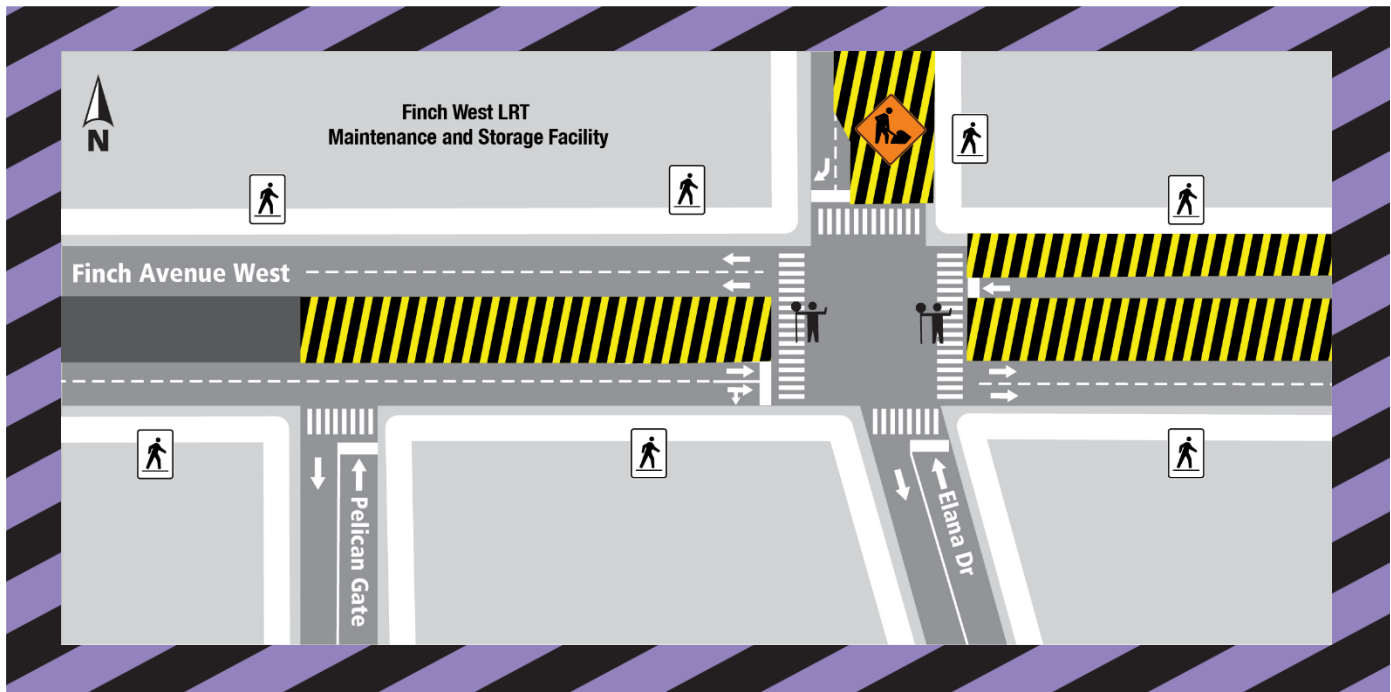 Finch West LRT
Maintenance and Storage Facility
N
Finch Avenue West
Pelican Gate
Elana Dr